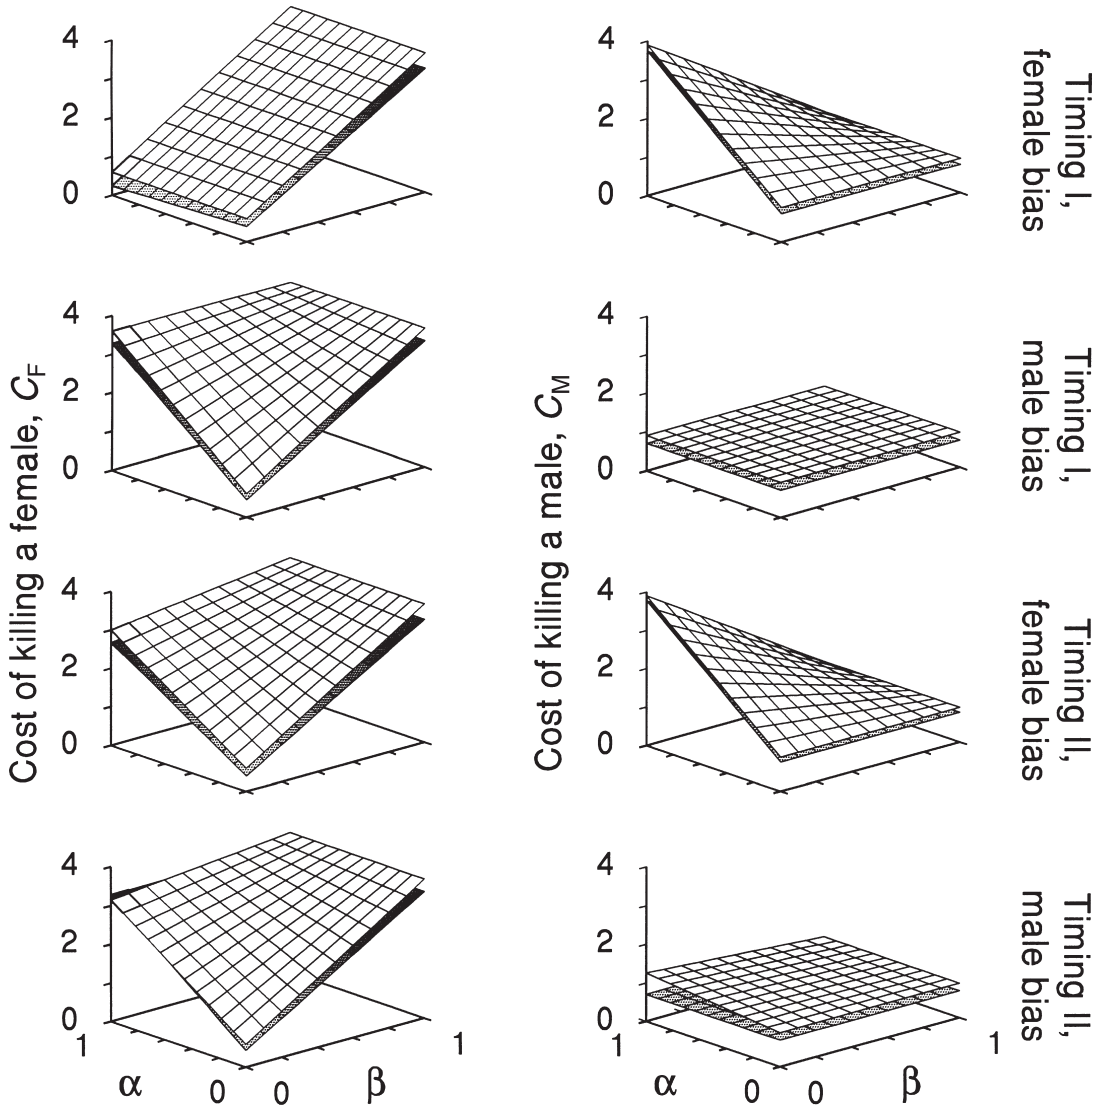 4
2
0
4
2
0
Timing I,
female bias
4
2
0
4
2
0
Timing I,
male bias
Cost of killing a female, CF
Cost of killing a male, CM
4
2
0
4
2
0
Timing II,
female bias
4
2
0
4
2
0
Timing II,
male bias
1
α
0
0
β
1
1
α
0
0
β
1